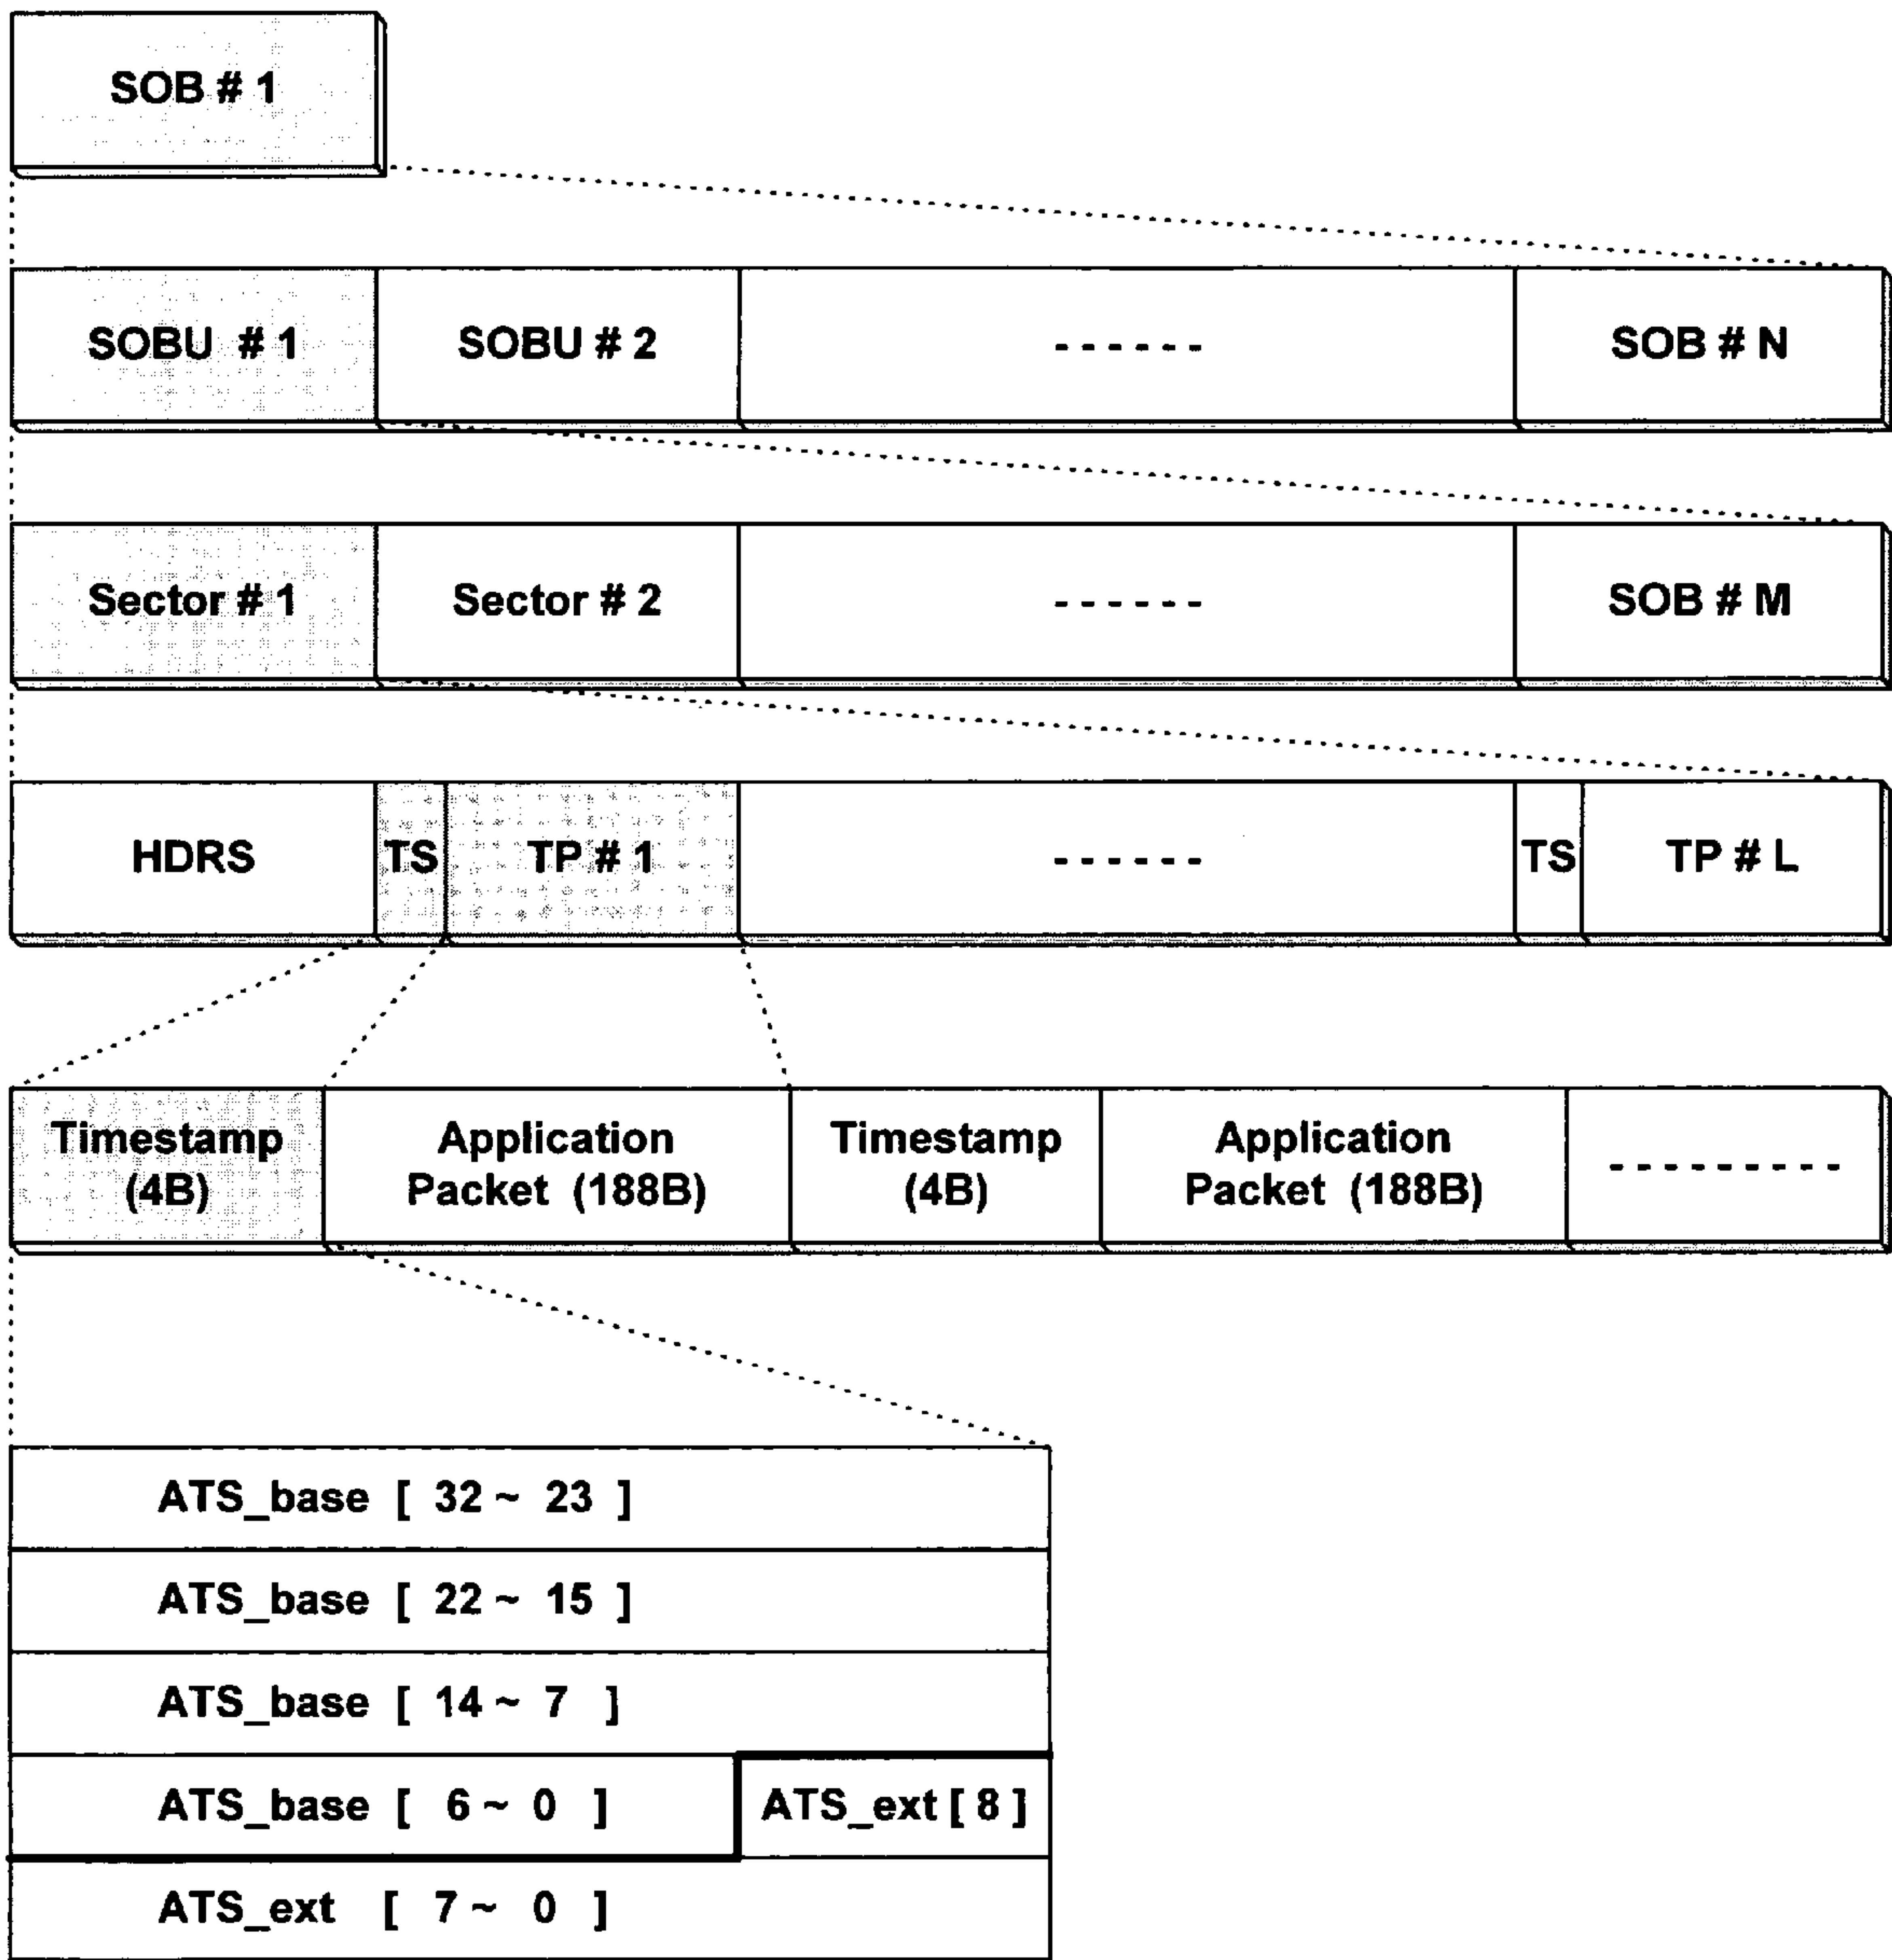 SOB # 1
SOBU # 1 SOBU # 2 - - - - - - SOB # N
Sector # 1 Sector # 2 - - - - - - SOB # M
HDRS TS TP # 1 - - - - - - TS TP # L
Timestamp (4B)
Application Packet (188B)
Timestamp (4B)
Application Packet (188B)
- - - - - - - - -
ATS_base [ 32 ~ 23 ]
ATS_base [ 22 ~ 15 ]
ATS_base [ 14 ~ 7 ]
ATS_base [ 6 ~ 0 ] ATS_ext [ 8 ]
ATS_ext [ 7 ~ 0 ]